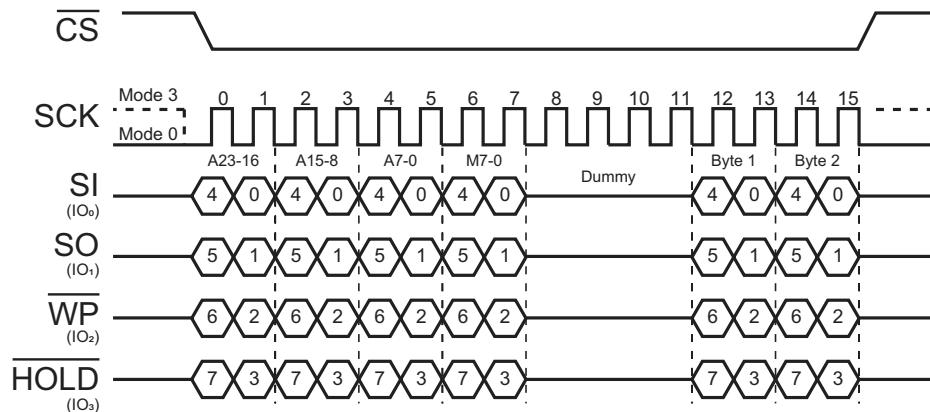 CS
Mode 3
SCK
Mode 0
0 1 2 3 4 5 6 7 8 9 10 11 12 13 14 15
A23-16 A15-8 A7-0 M7-0 Byte 1 Byte 2
SI 4 0 4 0 4 0 4 0 Dummy 4 0 4 0
(IO₀)
SO 5 1 5 1 5 1 5 1 5 1 5 1
(IO₁)
WP 6 2 6 2 6 2 6 2 6 2 6 2
(IO₂)
HOLD 7 3 7 3 7 3 7 3 7 3 7 3
(IO₃)